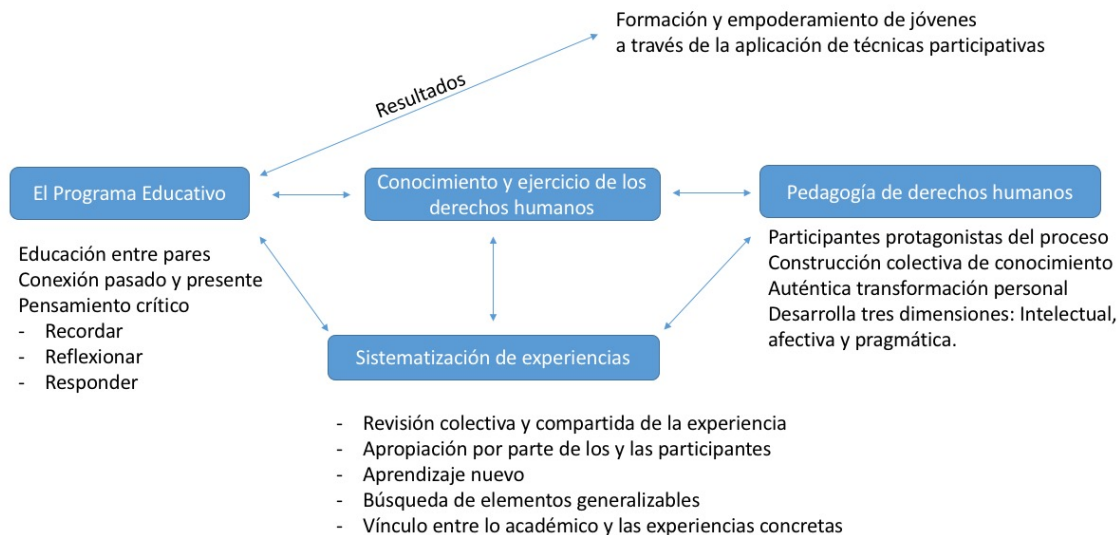 Formación y empoderamiento de jóvenes
a través de la aplicación de técnicas participativas
Resultados
El Programa Educativo
Conocimiento y ejercicio de los
derechos humanos
Pedagogía de derechos humanos
Educación entre pares
Conexión pasado y presente
Pensamiento crítico
- Recordar
- Reflexionar
- Responder
Participantes protagonistas del proceso
Construcción colectiva de conocimiento
Auténtica transformación personal
Desarrolla tres dimensiones: Intelectual,
afectiva y pragmática.
Sistematización de experiencias
- Revisión colectiva y compartida de la experiencia
- Apropiación por parte de los y las participantes
- Aprendizaje nuevo
- Búsqueda de elementos generalizables
- Vínculo entre lo académico y las experiencias concretas